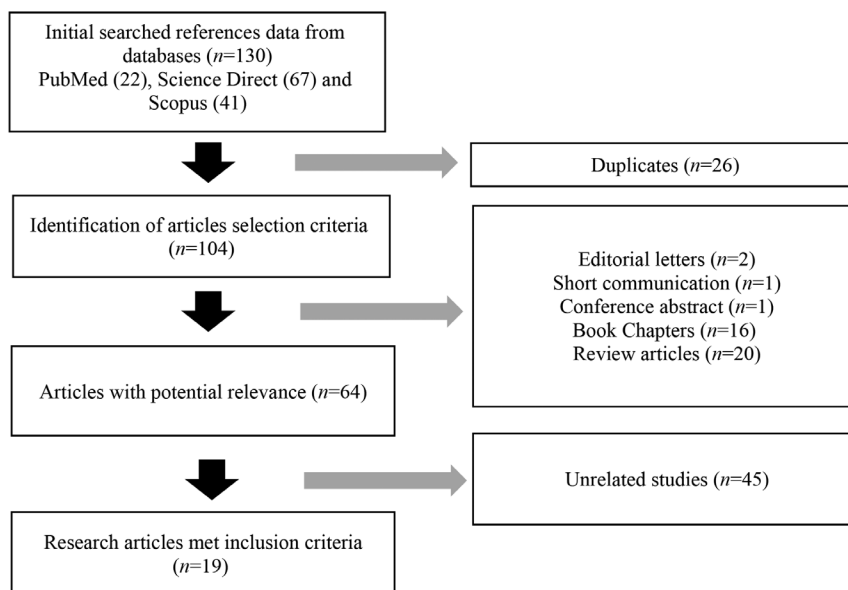 Initial searched references data from
databases (n=130)
PubMed (22), Science Direct (67) and
Scopus (41)
Duplicates (n=26)
Identification of articles selection criteria
(n=104)
Editorial letters (n=2)
Short communication (n=1)
Conference abstract (n=1)
Book Chapters (n=16)
Review articles (n=20)
Articles with potential relevance (n=64)
Unrelated studies (n=45)
Research articles met inclusion criteria
(n=19)